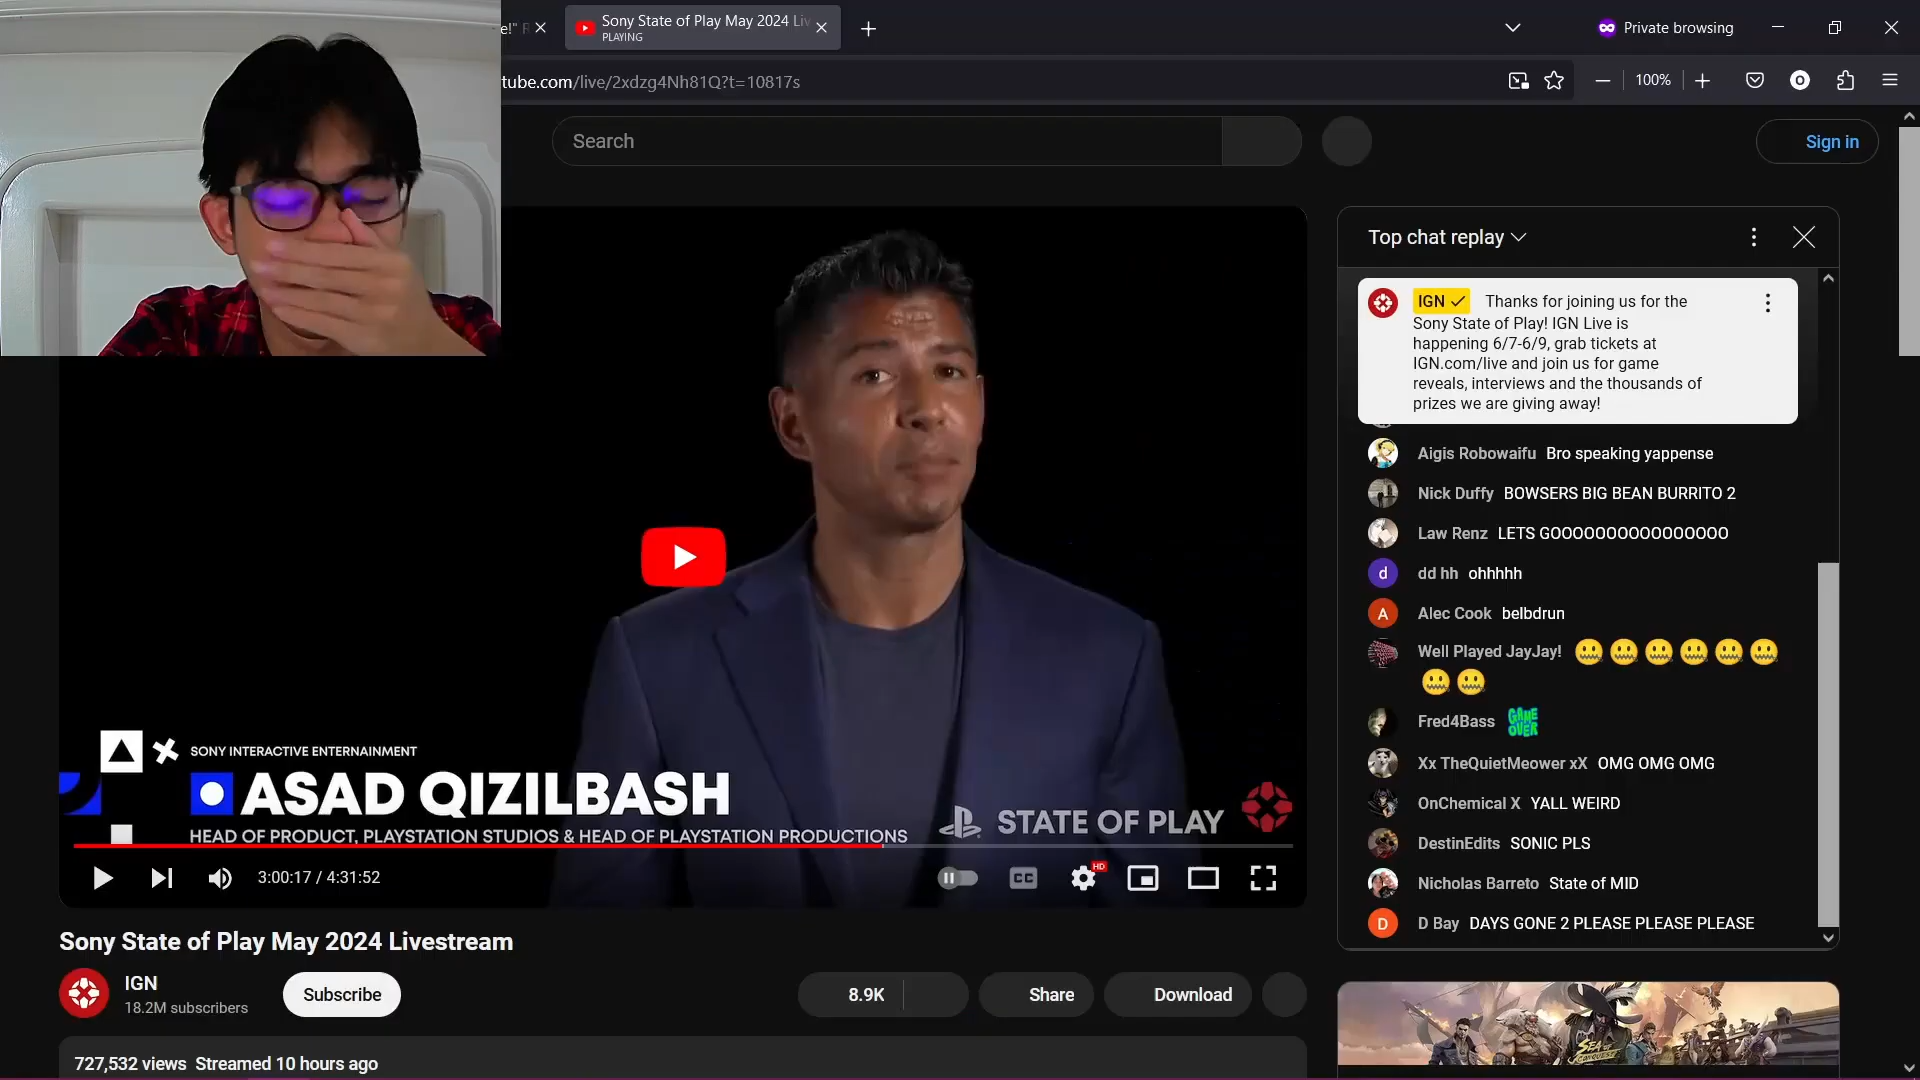 e!" R
Sony State of Play May 2024 Liv
PLAYING
Private browsing
tube.com/live/2xdzg4Nh81Q?t=10817s
100%
Search
Sign in
Top chat replay
IGN Thanks for joining us for the
Sony State of Play! IGN Live is
happening 6/7-6/9, grab tickets at
IGN.com/live and join us for game
reveals, interviews and the thousands of
prizes we are giving away!
Aigis Robowaifu Bro speaking yappense
Nick Duffy BOWSERS BIG BEAN BURRITO 2
Law Renz LETS GOOOOOOOOOOOOOOOO
d dd hh ohhhhh
A Alec Cook belbdrun
Well Played JayJay!
Fred4Bass GAME OVER
Xx TheQuietMeower xX OMG OMG OMG
OnChemical X YALL WEIRD
DestinEdits SONIC PLS
Nicholas Barreto State of MID
D D Bay DAYS GONE 2 PLEASE PLEASE PLEASE
SONY INTERACTIVE ENTERNAINMENT
ASAD QIZILBASH
HEAD OF PRODUCT, PLAYSTATION STUDIOS & HEAD OF PLAYSTATION PRODUCTIONS
STATE OF PLAY
3:00:17 / 4:31:52
CC
HD
Sony State of Play May 2024 Livestream
IGN
18.2M subscribers
Subscribe
8.9K
Share
Download
727,532 views Streamed 10 hours ago
SEA OF CONQUEST